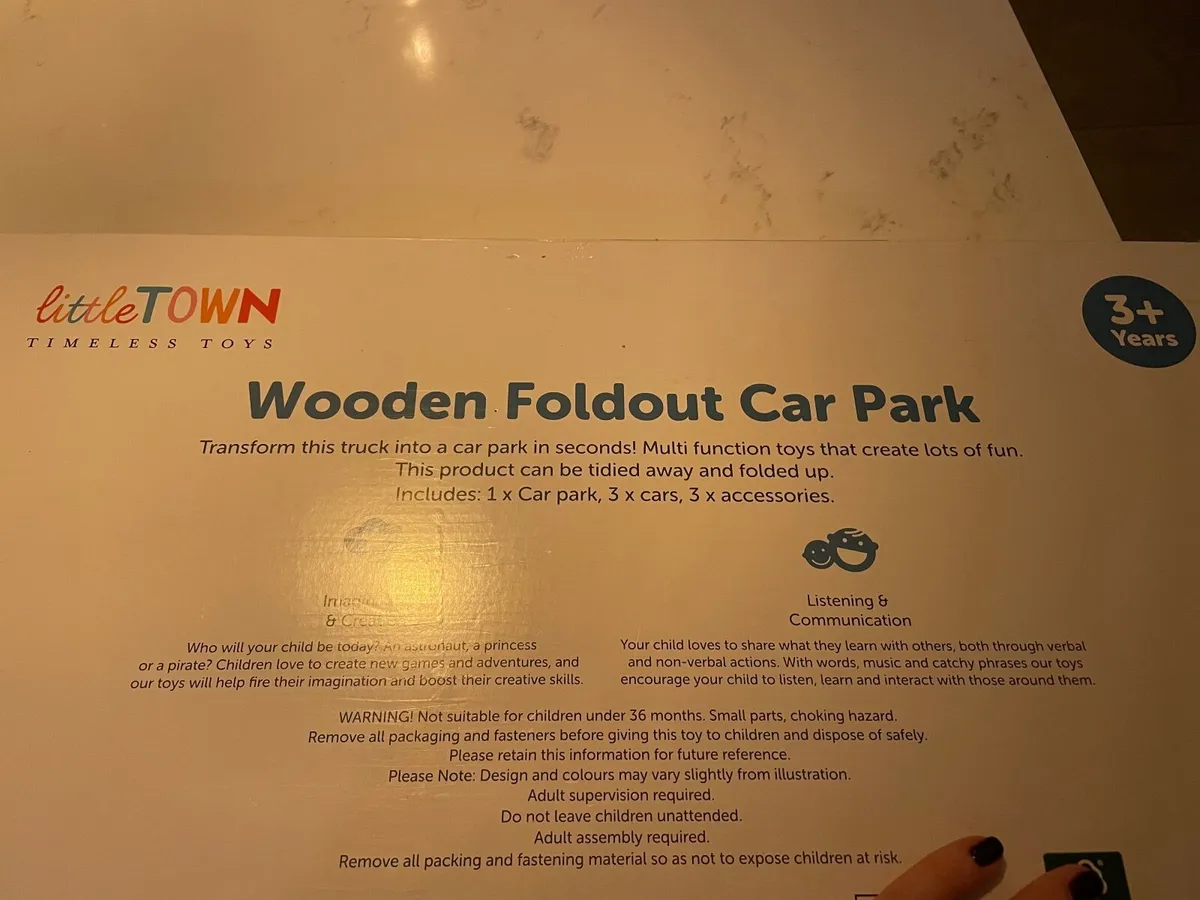 littleTOWN
TIMELESS TOYS
3+
Years
Wooden Foldout Car Park
Transform this truck into a car park in seconds! Multi function toys that create lots of fun.
This product can be tidied away and folded up.
Includes: 1 x Car park, 3 x cars, 3 x accessories.
Listening &
Communication
&
Who will your child be today? An astronaut, a princess
or a pirate? Children love to create new games and adventures, and
our toys will help fire their imagination and boost their creative skills.
Your child loves to share what they learn with others, both through verbal
and non-verbal actions. With words, music and catchy phrases our toys
encourage your child to listen, learn and interact with those around them.
WARNING! Not suitable for children under 36 months. Small parts, choking hazard.
Remove all packaging and fasteners before giving this toy to children and dispose of safely.
Please retain this information for future reference.
Please Note: Design and colours may vary slightly from illustration.
Adult supervision required.
Do not leave children unattended.
Adult assembly required.
Remove all packing and fastening material so as not to expose children at risk.